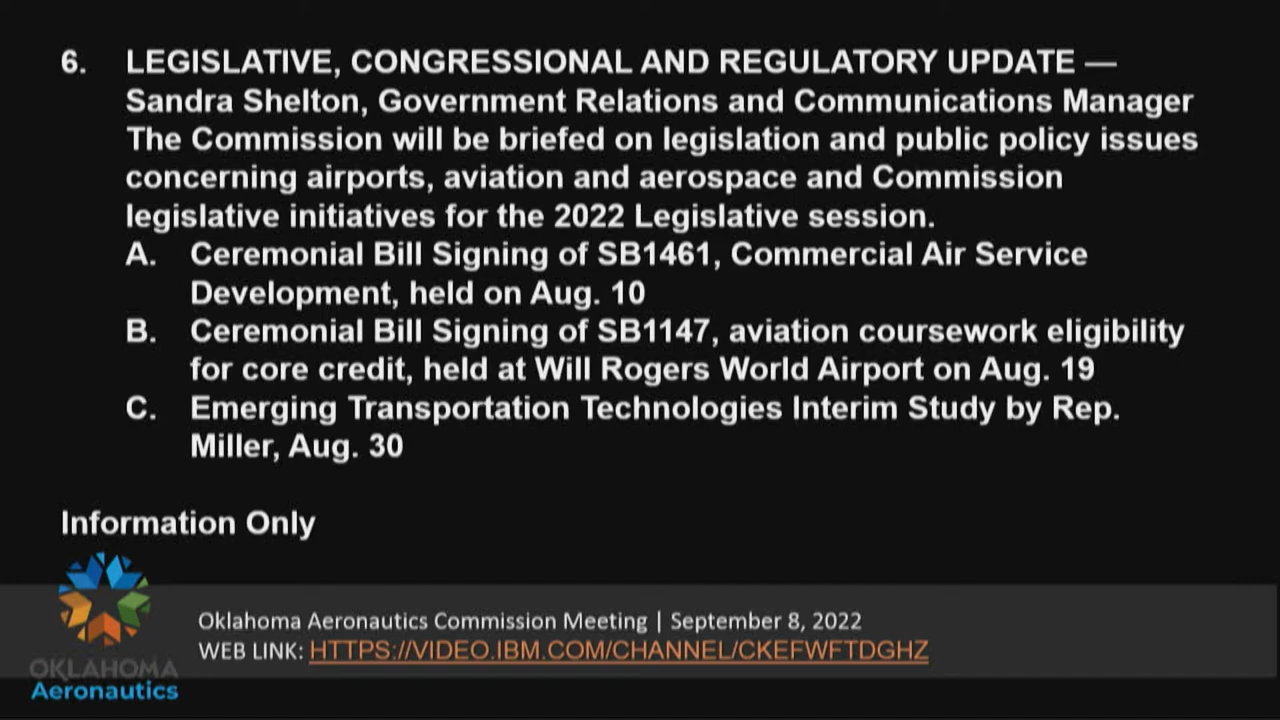 6. LEGISLATIVE, CONGRESSIONAL AND REGULATORY UPDATE —
Sandra Shelton, Government Relations and Communications Manager
The Commission will be briefed on legislation and public policy issues
concerning airports, aviation and aerospace and Commission
legislative initiatives for the 2022 Legislative session.
A. Ceremonial Bill Signing of SB1461, Commercial Air Service
Development, held on Aug. 10
B. Ceremonial Bill Signing of SB1147, aviation coursework eligibility
for core credit, held at Will Rogers World Airport on Aug. 19
C. Emerging Transportation Technologies Interim Study by Rep.
Miller, Aug. 30
Information Only
Oklahoma Aeronautics Commission Meeting | September 8, 2022
WEB LINK: HTTPS://VIDEO.IBM.COM/CHANNEL/CKEFWFTDGHZ
OKLAHOMA
Aeronautics